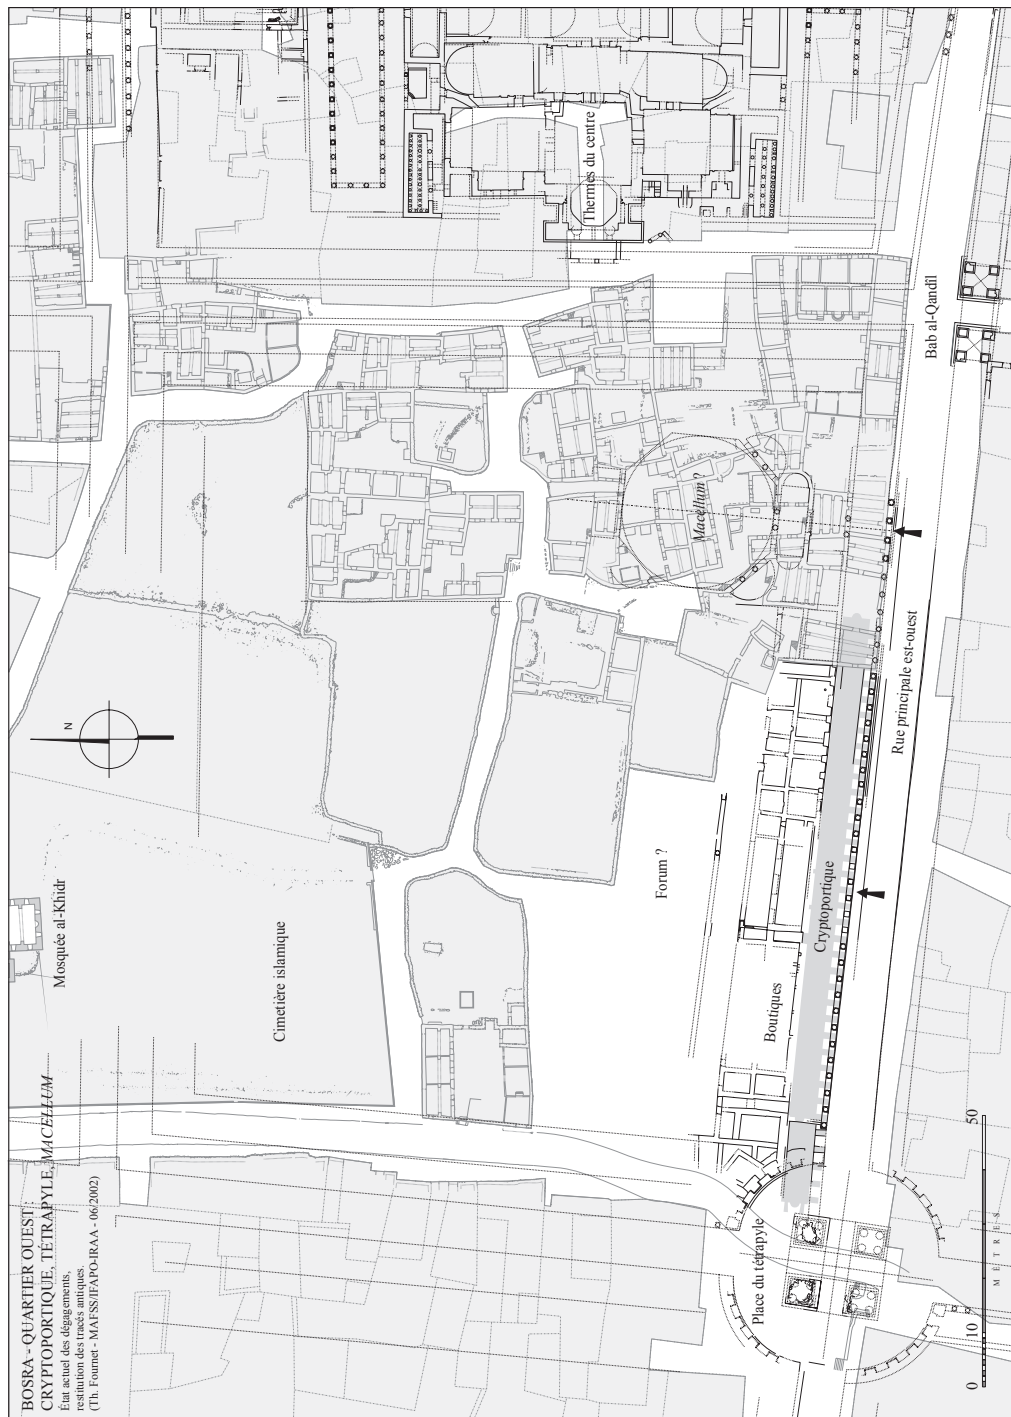 BOSRA - QUARTIER OUEST :
CRYPTOPORTIQUE, TÉTRAPYLE, MACELLUM
État actuel des dégagements,
restitution des tracés antiques.
(Th. Fournet - MAFSS/IFAPO-IRAA - 06/2002)
Mosquée al-Khidr
N
Cimetière islamique
Thermes du centre
Macellum ?
Forum ?
Bab al-Qandil
Boutiques
Cryptoportique
Rue principale est-ouest
Place du tétrapyle
0 10 50
MÈTRES